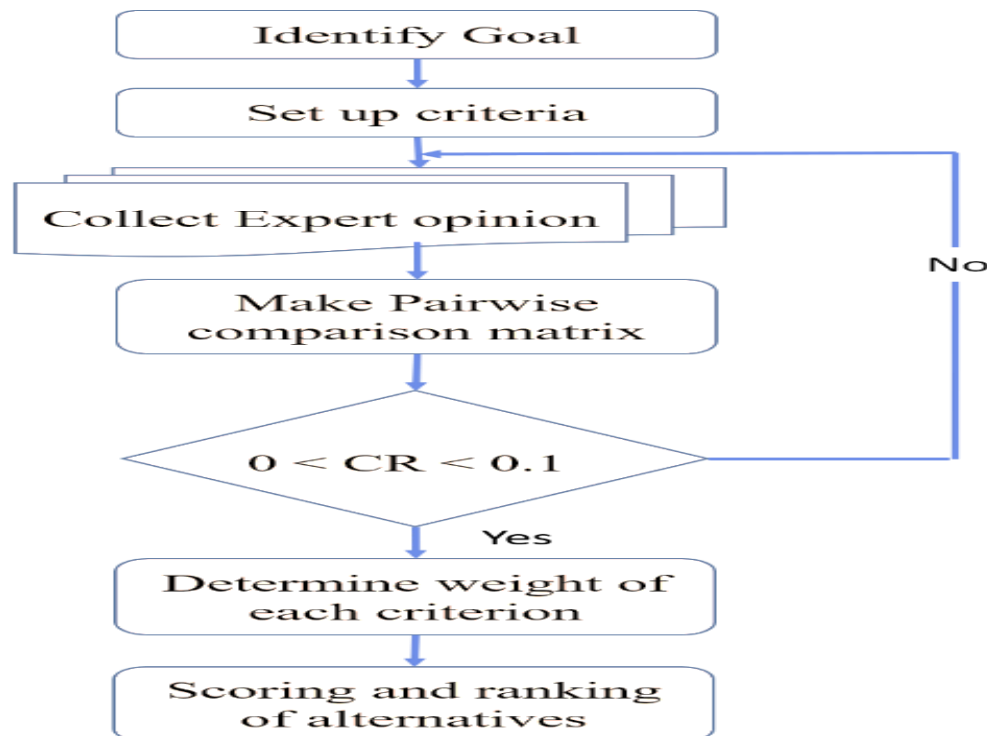 Identify Goal
Set up criteria
Collect Expert opinion
No
Make Pairwise
comparison matrix
0 < CR < 0.1
Yes
Determine weight of
each criterion
Scoring and ranking
of alternatives